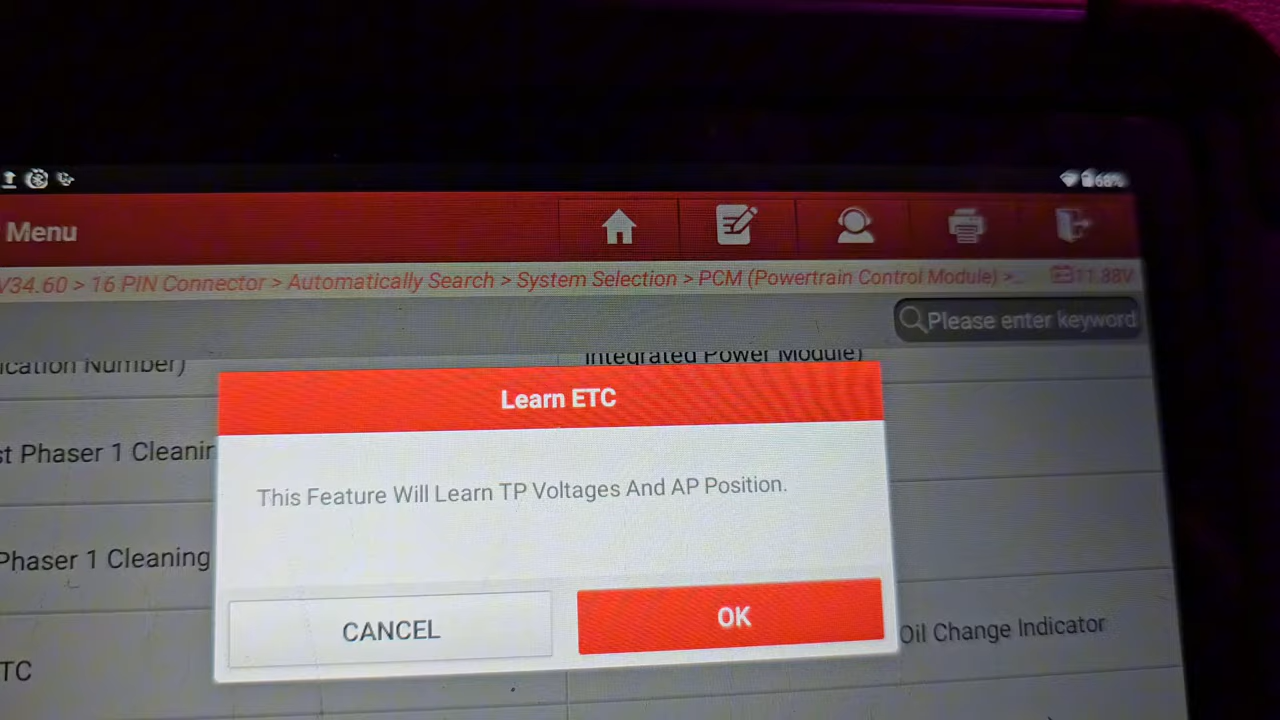 68%
Menu
V34.60 > 16 PIN Connector > Automatically Search > System Selection > PCM (Powertrain Control Module) >... 11.88V
Please enter keyword
ication Number)
Integrated Power Module)
Learn ETC
st Phaser 1 Cleanin
This Feature Will Learn TP Voltages And AP Position.
Phaser 1 Cleaning
CANCEL
OK
Oil Change Indicator
TC